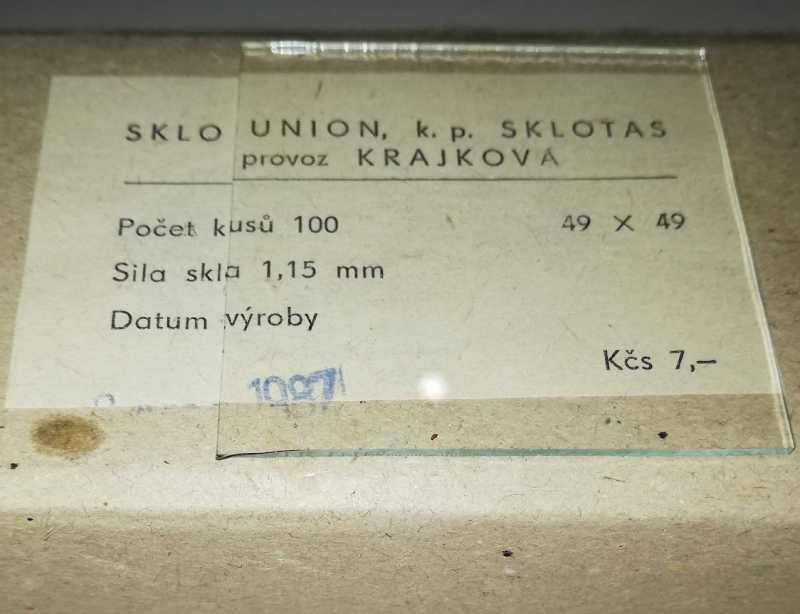 SKLO UNION, k. p. SKLOTAS
provoz KRAJKOVÁ
Počet kusů 100 49 X 49
Sila skla 1,15 mm
Datum výroby
Kčs 7,—
1987